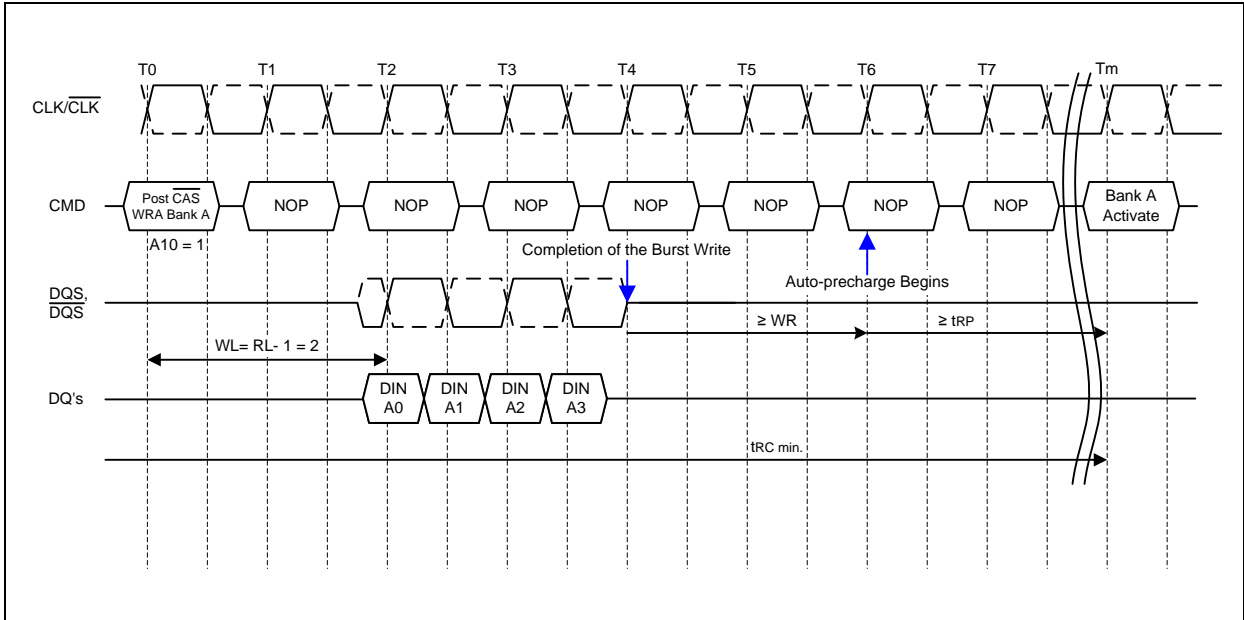 T0 T1 T2 T3 T4 T5 T6 T7 Tm
CLK/CLK
CMD
Post CAS
WRA Bank A
NOP NOP NOP NOP NOP NOP NOP
Bank A
Activate
A10 = 1
Completion of the Burst Write
Auto-precharge Begins
DQS,
DQS
≥ WR
≥ tRP
WL= RL- 1 = 2
DQ's
DIN
A0
DIN
A1
DIN
A2
DIN
A3
tRC min.